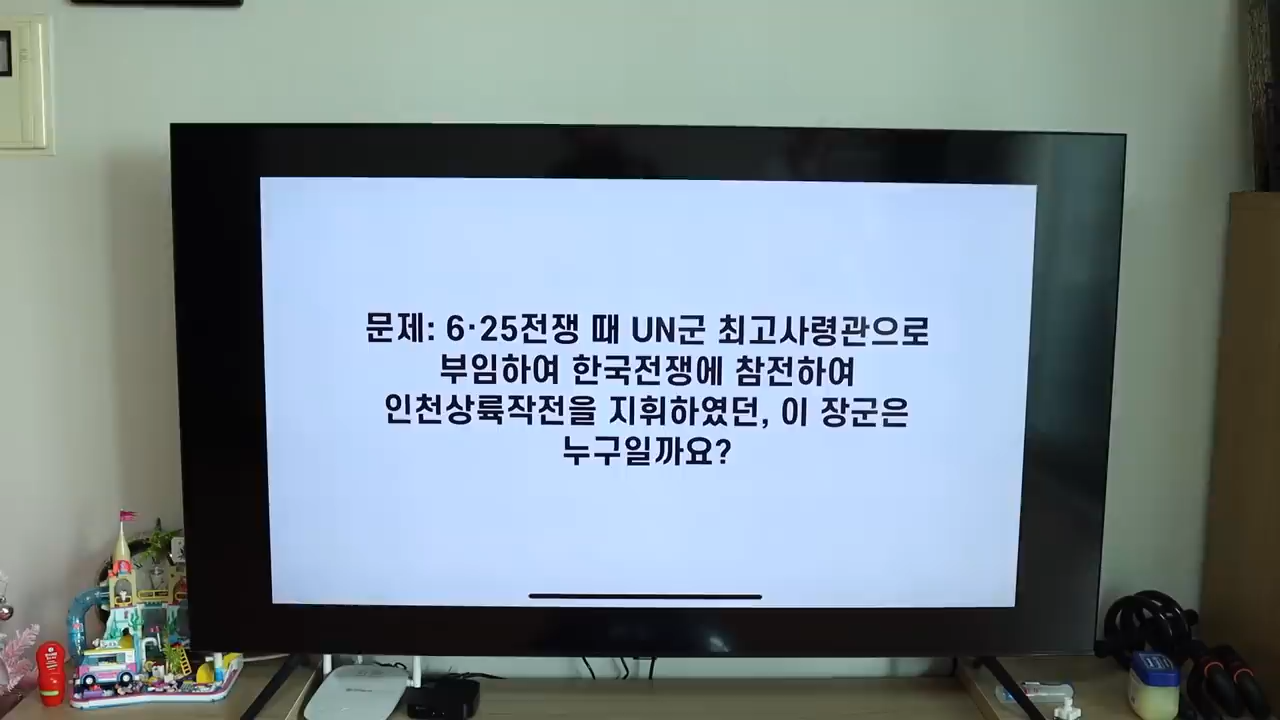 문제: 6·25전쟁 때 UN군 최고사령관으로
부임하여 한국전쟁에 참전하여
인천상륙작전을 지휘하였던, 이 장군은
누구일까요?